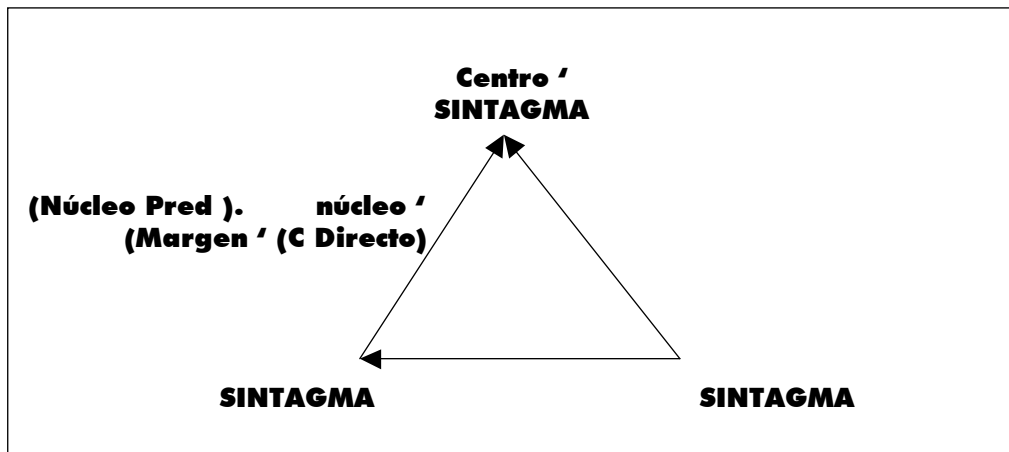 Centro ‘
SINTAGMA
(Núcleo Pred ). núcleo ‘
(Margen ‘ (C Directo)
SINTAGMA SINTAGMA